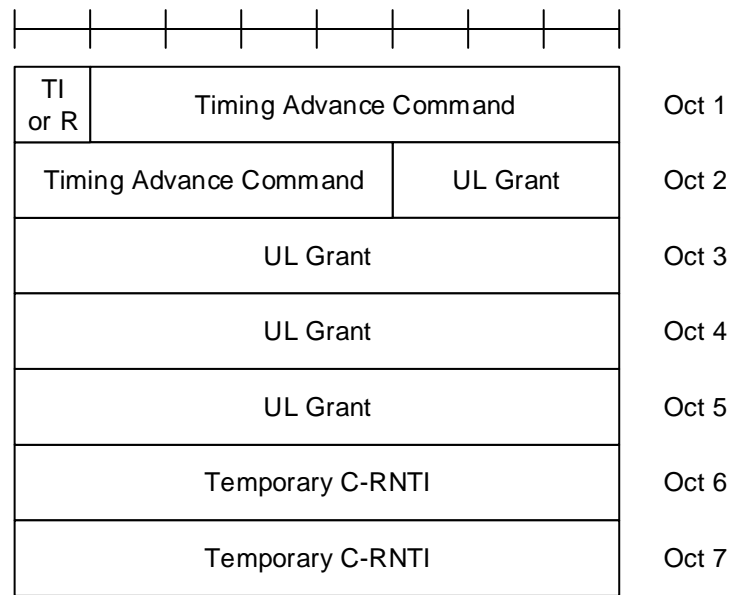 TI
or R
Timing Advance Command
Oct 1
Timing Advance Command
UL Grant
Oct 2
UL Grant
Oct 3
UL Grant
Oct 4
UL Grant
Oct 5
Temporary C-RNTI
Oct 6
Temporary C-RNTI
Oct 7